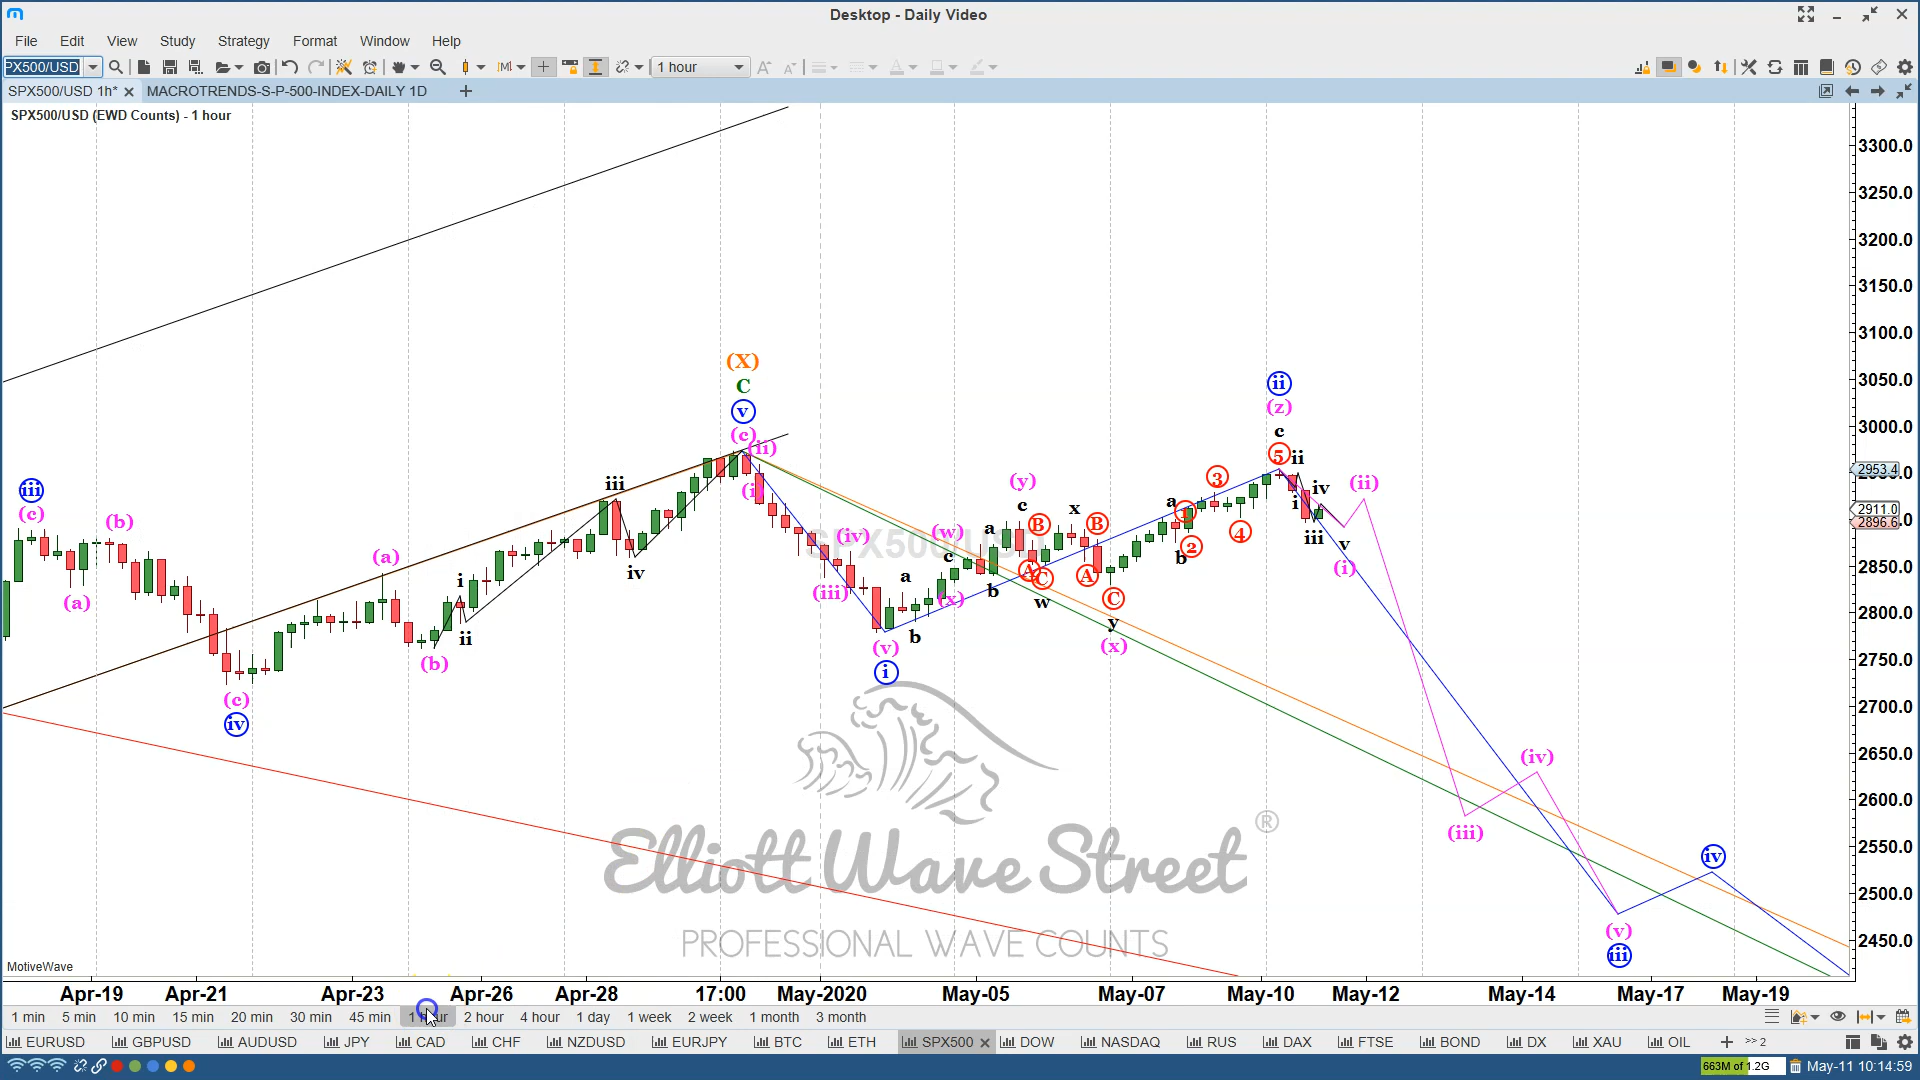 Desktop - Daily Video
File Edit View Study Strategy Format Window Help
PX500/USD 1 hour
SPX500/USD 1h* MACROTRENDS-S-P-500-INDEX-DAILY 1D
SPX500/USD (EWD Counts) - 1 hour
3300.0
3250.0
3200.0
3150.0
3100.0
3050.0
3000.0
2953.4
2911.0
2896.6
2850.0
2800.0
2750.0
2700.0
2650.0
2600.0
2550.0
2500.0
2450.0
(X)
C
v
(c) (ii)
(i)
iii
(c)
(b)
(a)
(c)
iv
(a)
(b)
i
ii
iii
iv
(iv)
(iii)
(v)
i
a
b
(w)
c
(x)
a
b
(y)
c
B
A
C
w
x
B
A
C
y
(x)
a
1
b
2
3
4
ii
(z)
c
5
ii
i
iv
iii
v
(i)
(ii)
(iii)
(iv)
(v)
iii
iv
SPX500/USD
Elliott Wave Street ®
PROFESSIONAL WAVE COUNTS
MotiveWave
Apr-19 Apr-21 Apr-23 Apr-26 Apr-28 17:00 May-2020 May-05 May-07 May-10 May-12 May-14 May-17 May-19
1 min 5 min 10 min 15 min 20 min 30 min 45 min 1 hour 2 hour 4 hour 1 day 1 week 2 week 1 month 3 month
EURUSD GBPUSD AUDUSD JPY CAD CHF NZDUSD EURJPY BTC ETH SPX500 DOW NASDAQ RUS DAX FTSE BOND DX XAU OIL >> 2
663M of 1.2G May-11 10:14:59